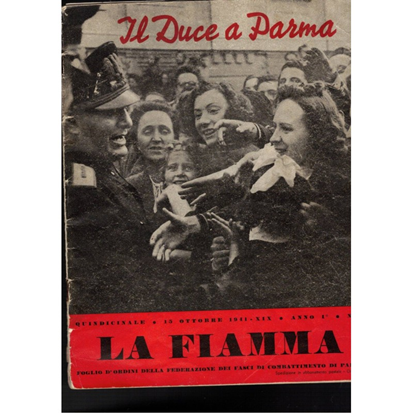 Il Duce a Parma
QUINDICINALE • 15 OTTOBRE 1941-XIX • ANNO I°
LA FIAMMA
FOGLIO D'ORDINI DELLA FEDERAZIONE DEI FASCI DI COMBATTIMENTO DI PA